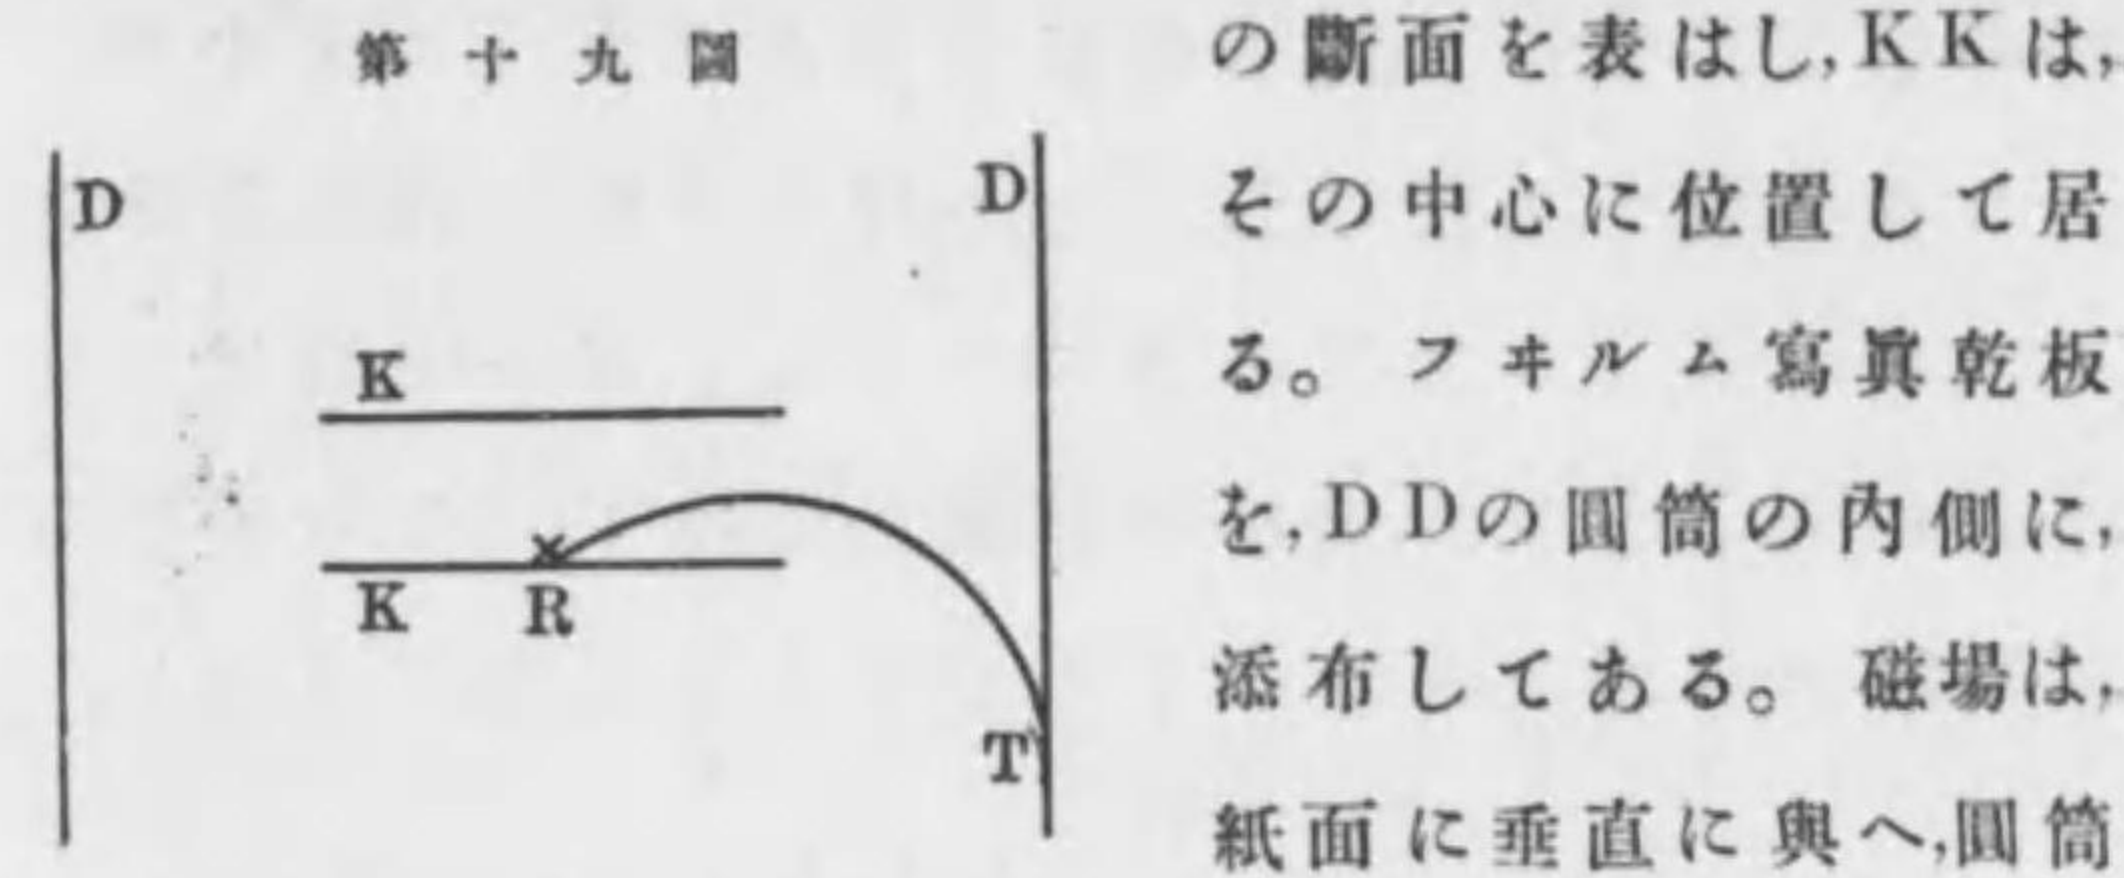 第十九圖
D
D
K
K
R
T
の斷面を表はし,KKは,
その中心に位置して居
る。フヰルム寫眞乾板
を,DDの圓筒の內側に,
添布してある。磁場は,
紙面に垂直に與へ,圓筒